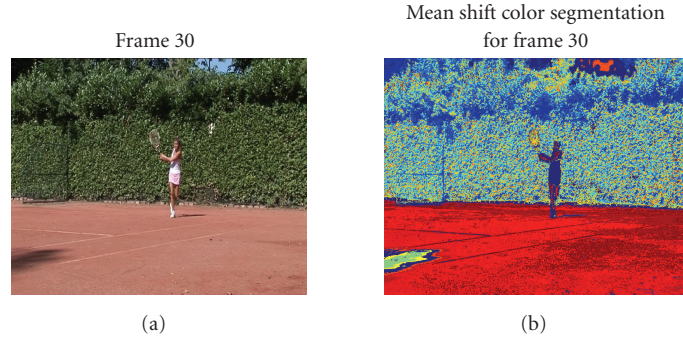 Frame 30
Mean shift color segmentation
for frame 30
(a)
(b)